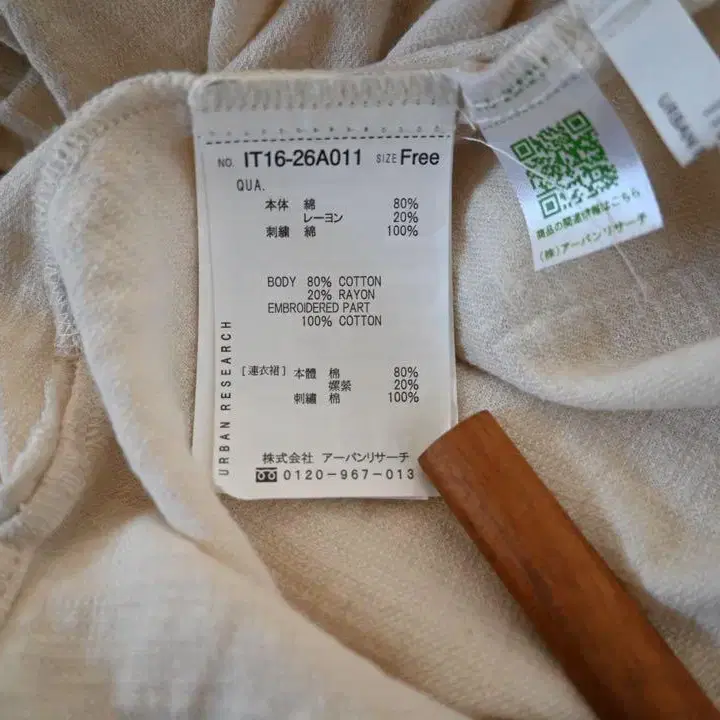 NO. IT16-26A011 SIZE Free
QUA.
本体 綿 80%
レーヨン 20%
刺繍 綿 100%
BODY 80% COTTON
20% RAYON
EMBROIDERED PART
100% COTTON
[連衣裙] 本體 棉 80%
嫘縈 20%
刺繍 棉 100%
株式会社 アーバンリサーチ
0120-967-013
URBAN RESEARCH
商品の関連情報はこちら
(株)アーバンリサーチ
URBAN